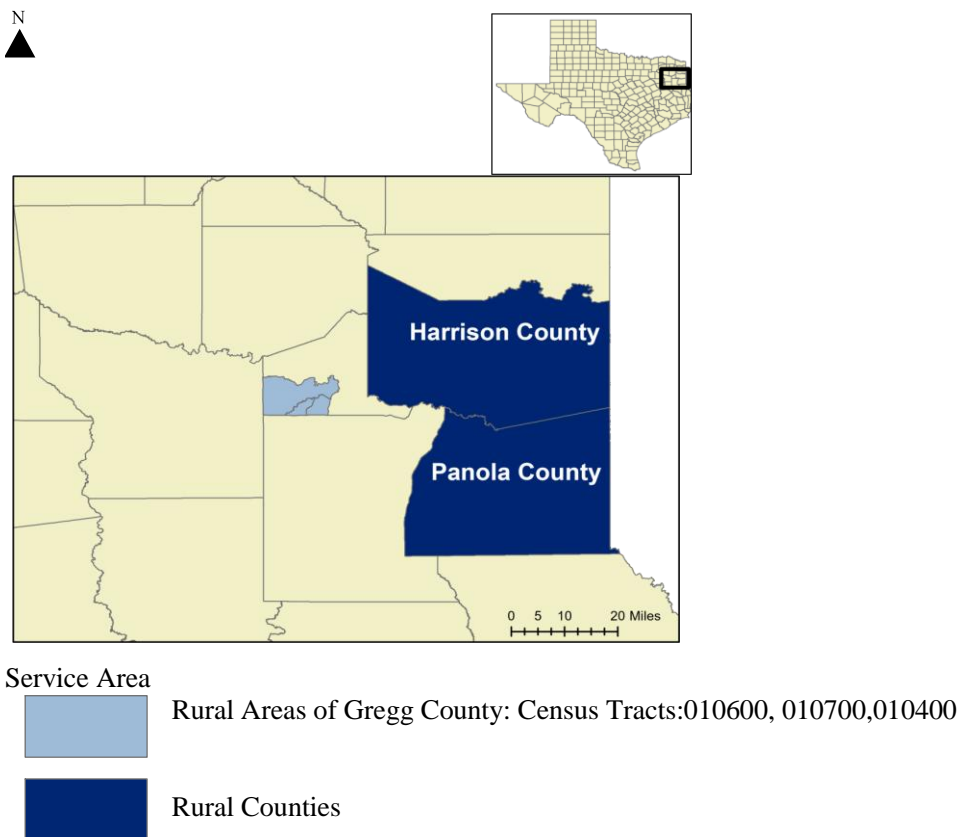 N
Harrison County
Panola County
0 5 10 20 Miles
Service Area
Rural Areas of Gregg County: Census Tracts:010600, 010700,010400
Rural Counties